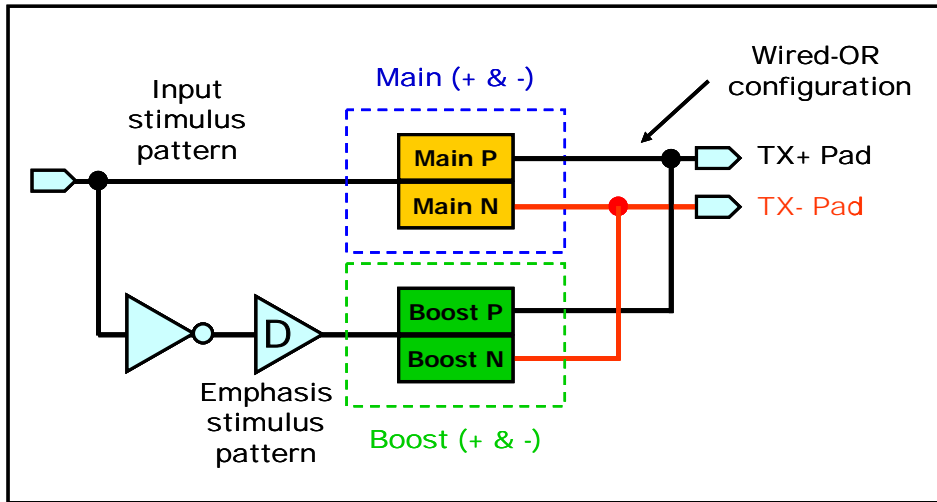 Wired-OR
configuration
Main (+ & -)
Input
stimulus
pattern
Main P
TX+ Pad
Main N
TX- Pad
Boost P
D
Boost N
Emphasis
stimulus
pattern
Boost (+ & -)